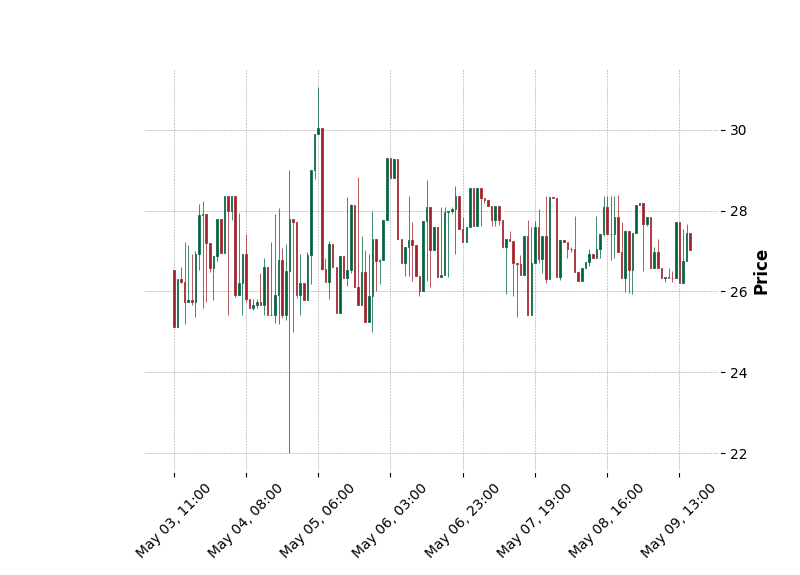 30
28
26
24
22
Price
May 03, 11:00
May 04, 08:00
May 05, 06:00
May 06, 03:00
May 06, 23:00
May 07, 19:00
May 08, 16:00
May 09, 13:00